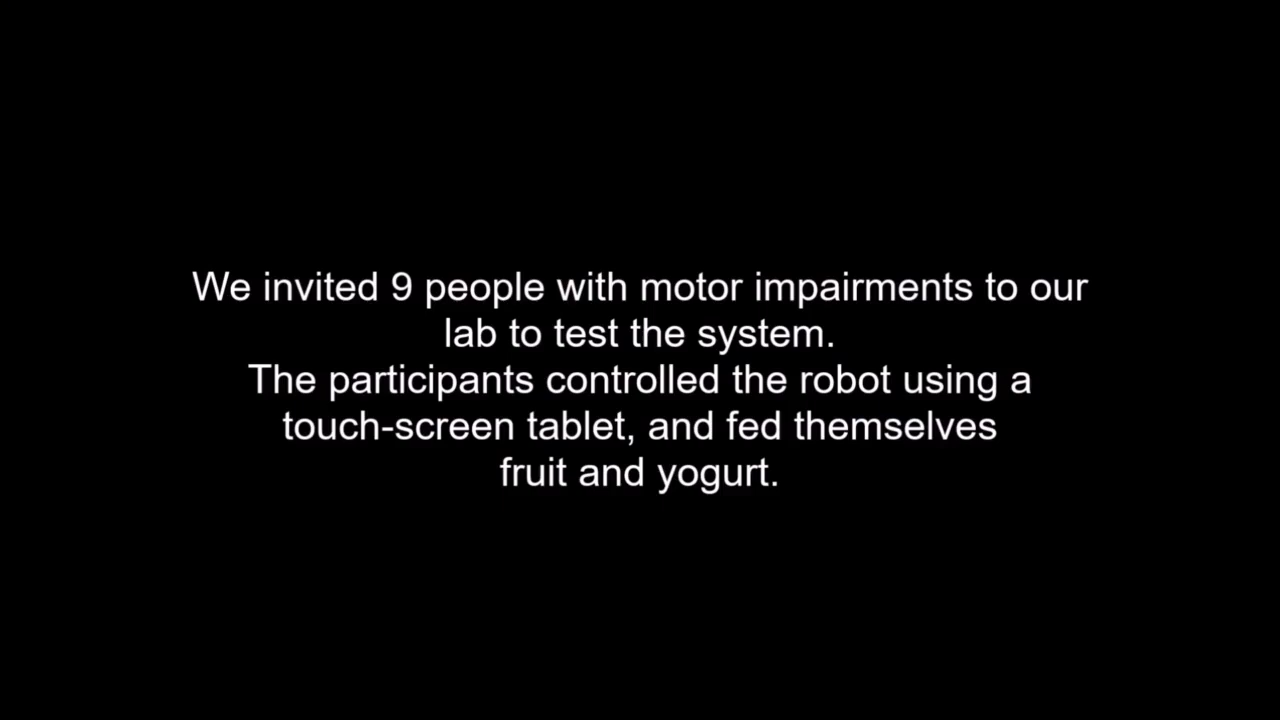 We invited 9 people with motor impairments to our
lab to test the system.
The participants controlled the robot using a
touch-screen tablet, and fed themselves
fruit and yogurt.